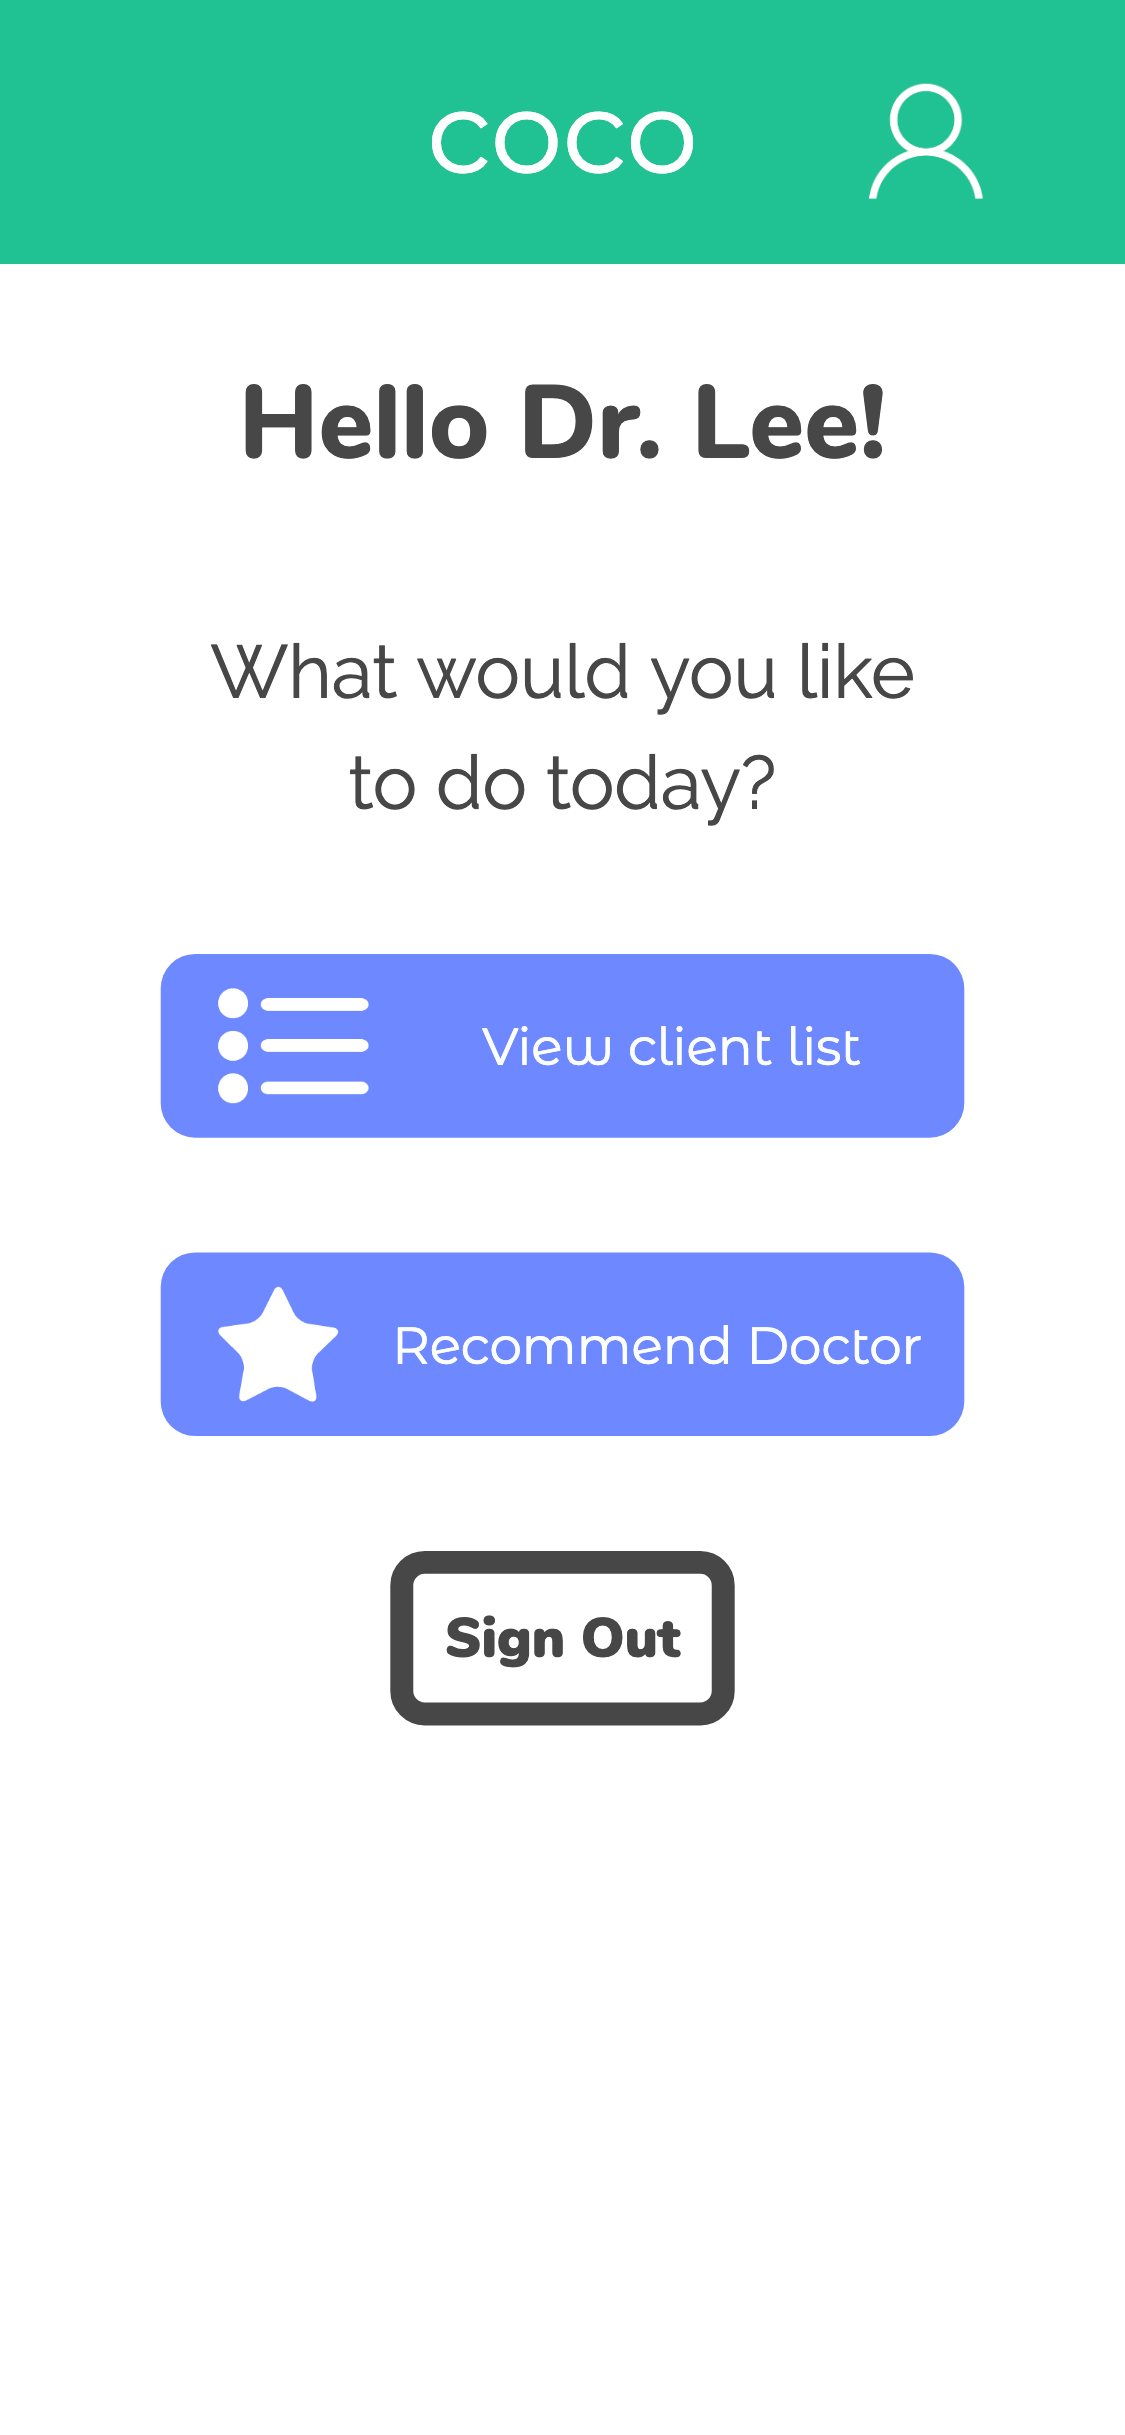 COCO
Hello Dr. Lee!
What would you like
to do today?
View client list
Recommend Doctor
Sign Out